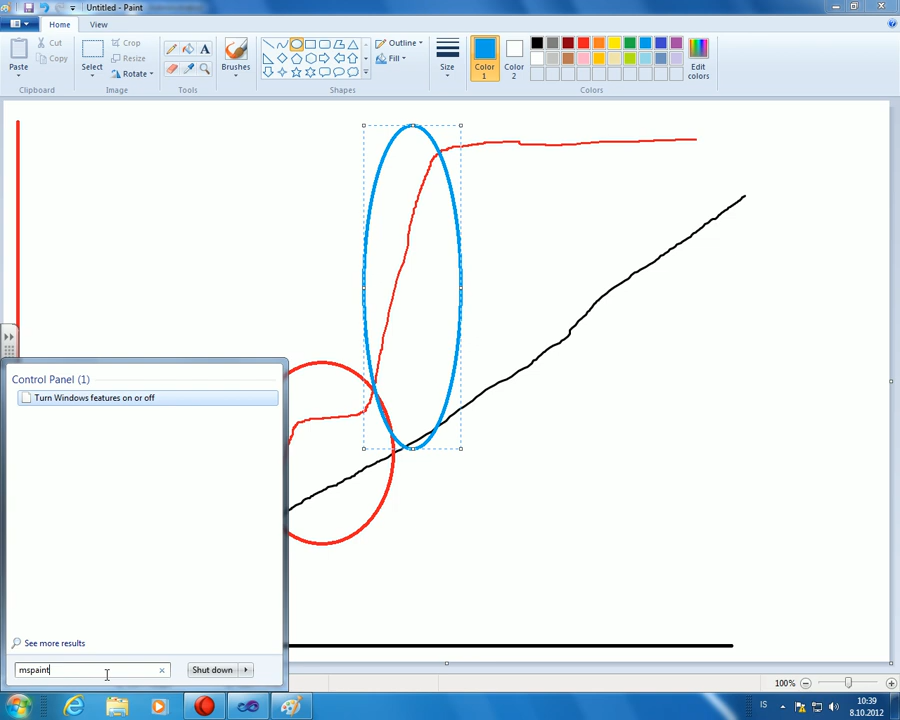 Untitled - Paint
Home
View
Paste
Cut
Copy
Clipboard
Select
Crop
Resize
Rotate
Image
Tools
Brushes
Shapes
Outline
Fill
Size
Color 1
Color 2
Edit colors
Colors
Control Panel (1)
Turn Windows features on or off
See more results
mspaint
Shut down
100%
IS
10:39
8.10.2012